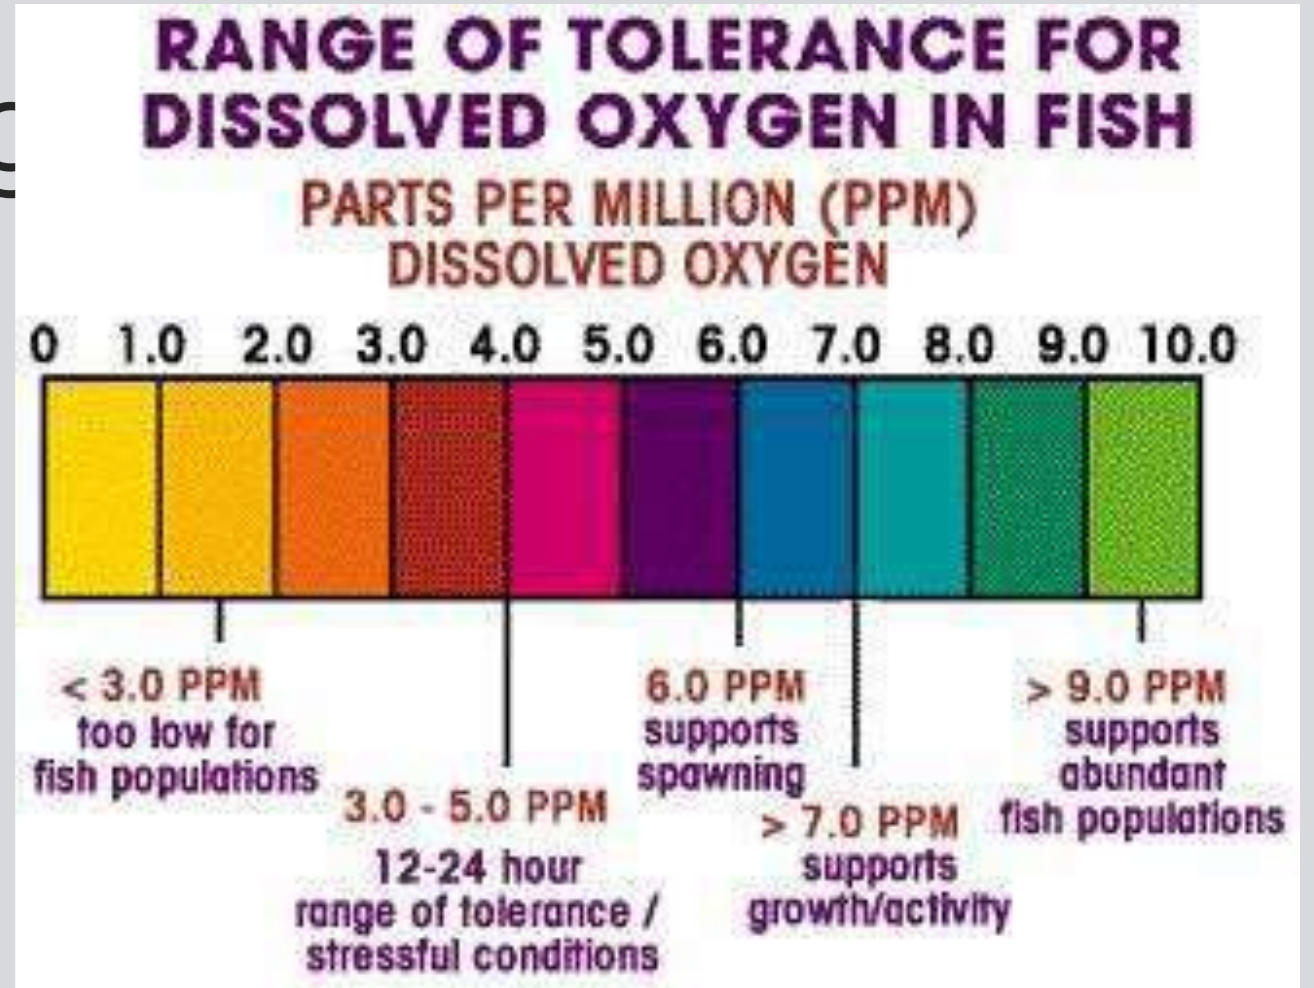 RANGE OF TOLERANCE FOR
DISSOLVED OXYGEN IN FISH
PARTS PER MILLION (PPM)
DISSOLVED OXYGEN
0 1.0 2.0 3.0 4.0 5.0 6.0 7.0 8.0 9.0 10.0
< 3.0 PPM
too low for
fish populations
3.0 - 5.0 PPM
12-24 hour
range of tolerance /
stressful conditions
6.0 PPM
supports
spawning
> 7.0 PPM
supports
growth/activity
> 9.0 PPM
supports
abundant
fish populations